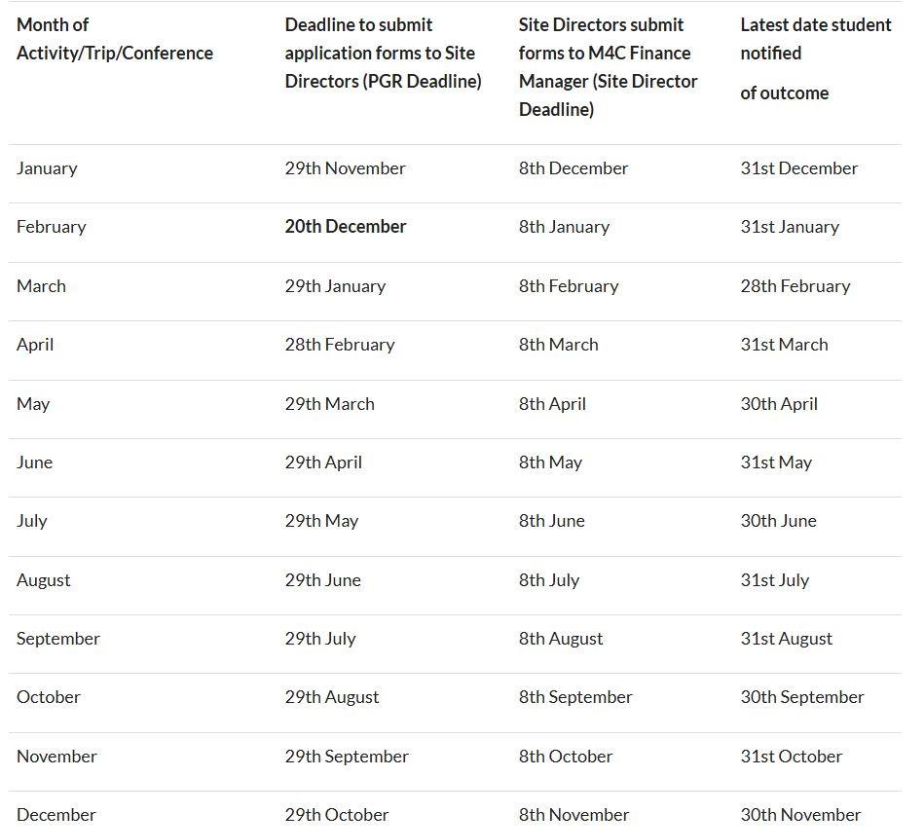 Month of Activity/Trip/Conference | Deadline to submit application forms to Site Directors (PGR Deadline) | Site Directors submit forms to M4C Finance Manager (Site Director Deadline) | Latest date student notified of outcome
January | 29th November | 8th December | 31st December
February | 20th December | 8th January | 31st January
March | 29th January | 8th February | 28th February
April | 28th February | 8th March | 31st March
May | 29th March | 8th April | 30th April
June | 29th April | 8th May | 31st May
July | 29th May | 8th June | 30th June
August | 29th June | 8th July | 31st July
September | 29th July | 8th August | 31st August
October | 29th August | 8th September | 30th September
November | 29th September | 8th October | 31st October
December | 29th October | 8th November | 30th November